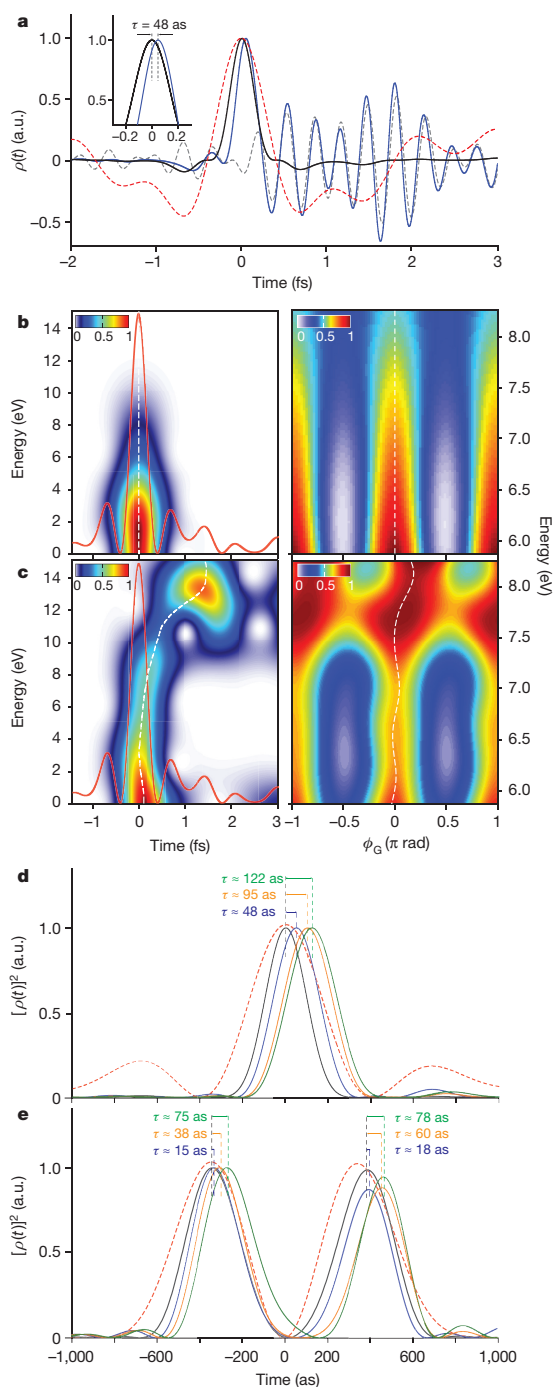 a
τ = 48 as
1.0
0.5
–0.2 0 0.2
1.0
0.5
0
–0.5
ρ(t) (a.u.)
–2 –1 0 1 2 3
Time (fs)
b
0 0.5 1
0 0.5 1
14
12
10
8
6
4
2
0
Energy (eV)
8.0
7.5
7.0
6.5
6.0
Energy (eV)
c
0 0.5 1
0 0.5 1
14
12
10
8
6
4
2
0
Energy (eV)
8.0
7.5
7.0
6.5
6.0
–1 0 1 2 3
Time (fs)
–1 –0.5 0 0.5 1
ϕG (π rad)
d
τ ≈ 122 as
τ ≈ 95 as
τ ≈ 48 as
1.0
0.5
0
[ρ(t)]² (a.u.)
e
τ ≈ 75 as
τ ≈ 38 as
τ ≈ 15 as
τ ≈ 78 as
τ ≈ 60 as
τ ≈ 18 as
1.0
0.5
0
[ρ(t)]² (a.u.)
–1,000 –600 –200 0 200 600 1,000
Time (as)